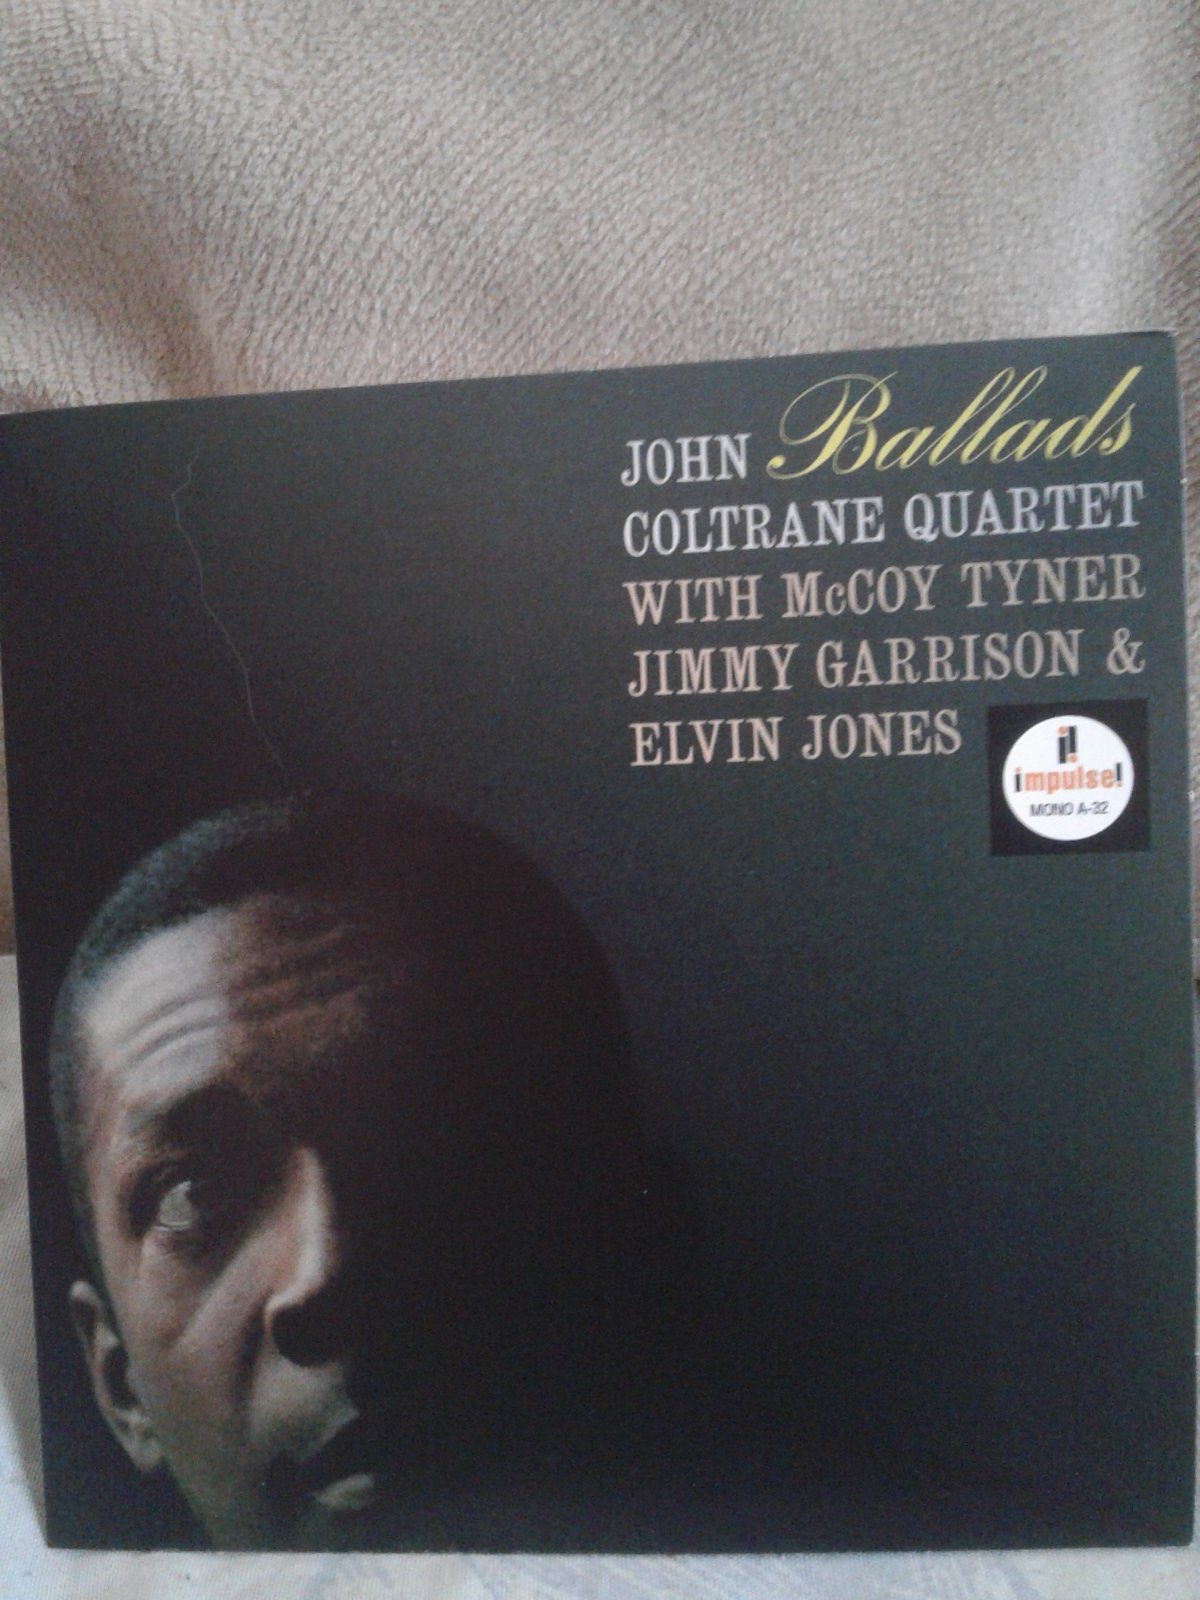 JOHN Ballads
COLTRANE QUARTET
WITH McCOY TYNER
JIMMY GARRISON &
ELVIN JONES
impulse!
MONO A-32